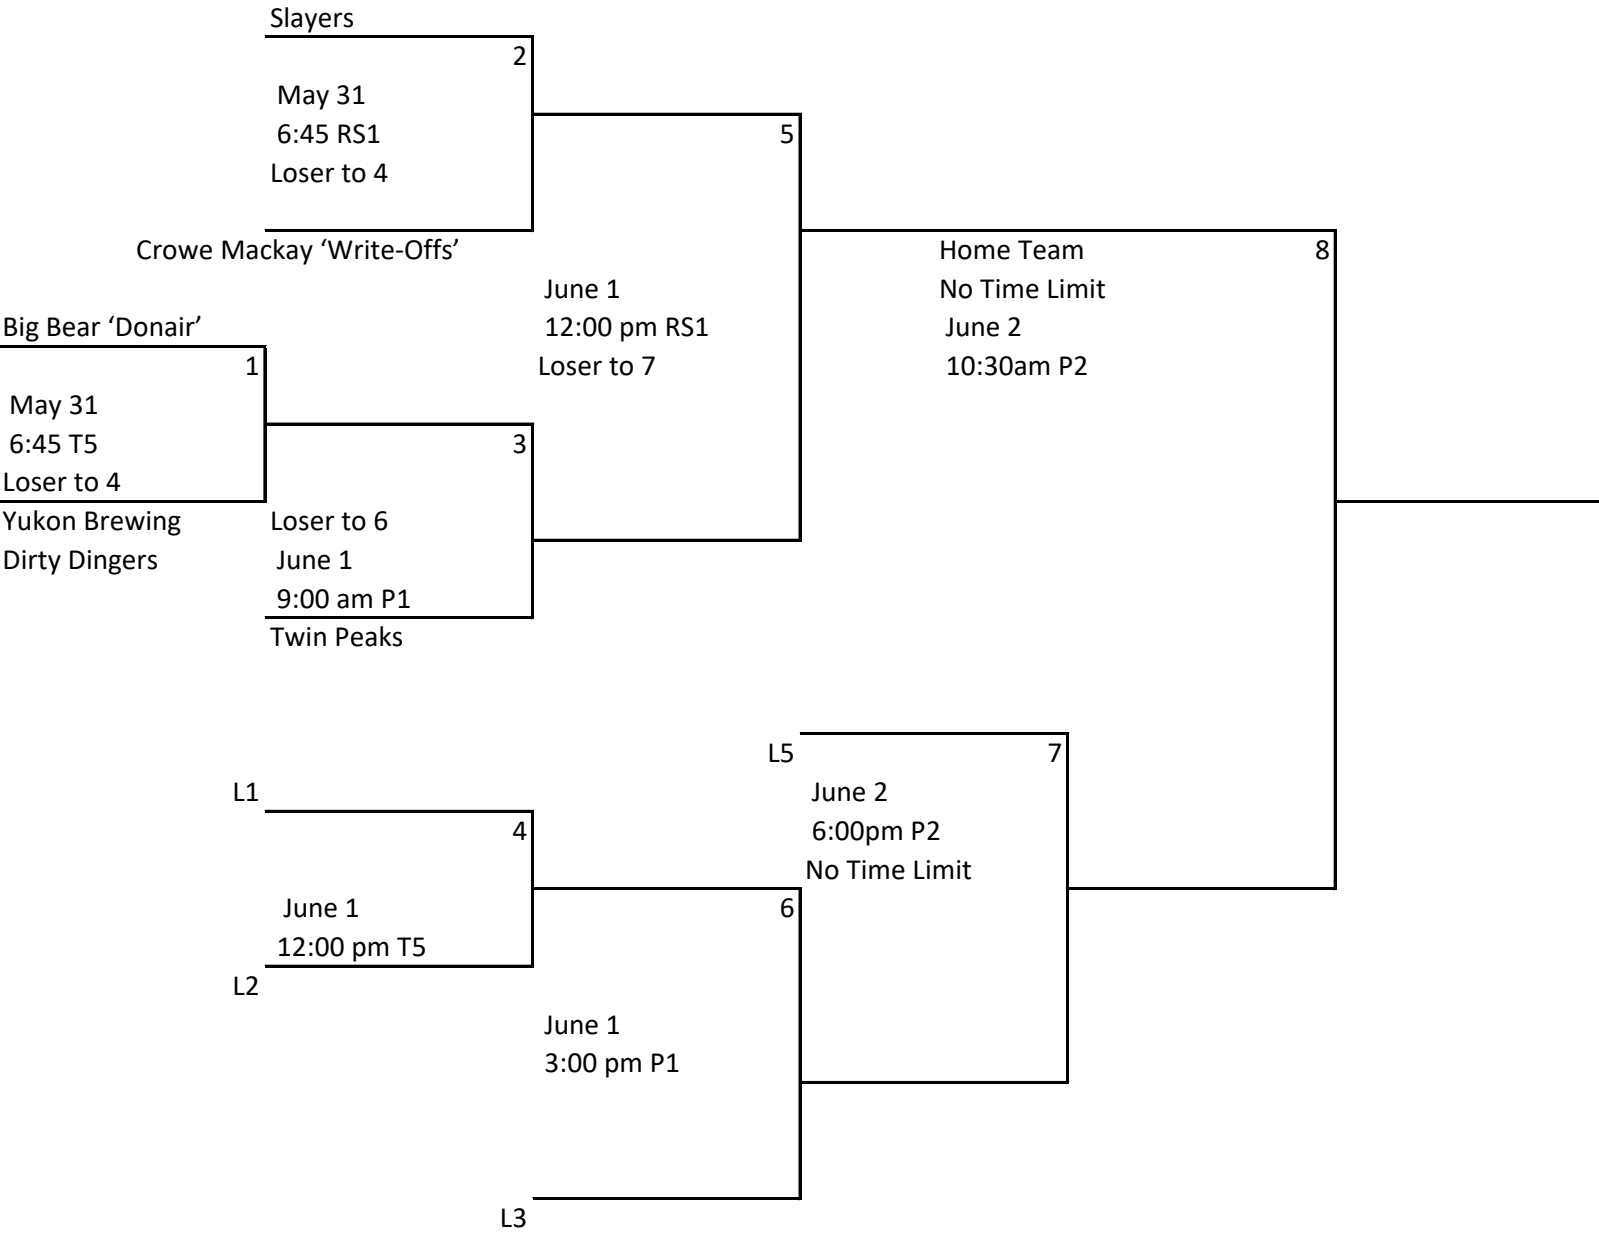 Slayers
2
May 31
6:45 RS1
Loser to 4
Crowe Mackay ‘Write-Offs’
5
June 1
12:00 pm RS1
Loser to 7
Home Team
8
No Time Limit
June 2
10:30am P2
Big Bear ‘Donair’
1
May 31
6:45 T5
Loser to 4
Yukon Brewing
Dirty Dingers
3
Loser to 6
June 1
9:00 am P1
Twin Peaks
L5
7
June 2
6:00pm P2
No Time Limit
L1
4
June 1
12:00 pm T5
L2
6
June 1
3:00 pm P1
L3